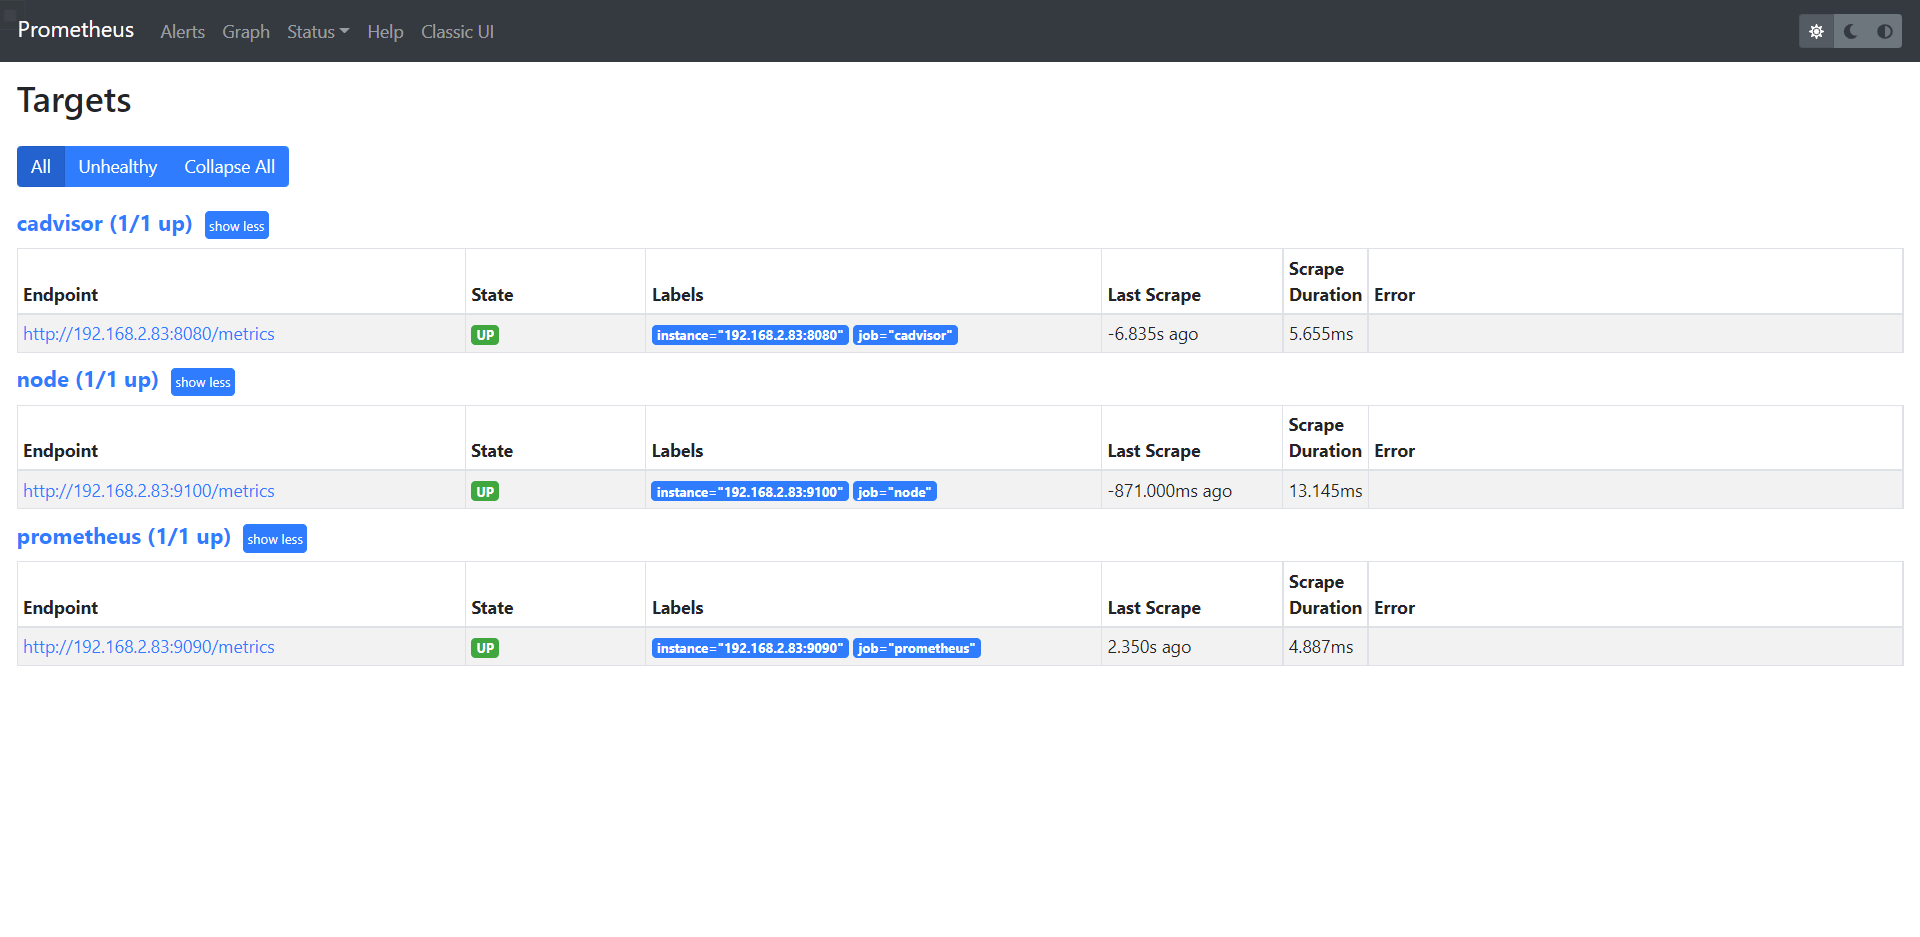 Prometheus Alerts Graph Status Help Classic UI
Targets
All Unhealthy Collapse All
cadvisor (1/1 up) show less
Endpoint State Labels Last Scrape Scrape Duration Error
http://192.168.2.83:8080/metrics UP instance="192.168.2.83:8080" job="cadvisor" -6.835s ago 5.655ms
node (1/1 up) show less
Endpoint State Labels Last Scrape Scrape Duration Error
http://192.168.2.83:9100/metrics UP instance="192.168.2.83:9100" job="node" -871.000ms ago 13.145ms
prometheus (1/1 up) show less
Endpoint State Labels Last Scrape Scrape Duration Error
http://192.168.2.83:9090/metrics UP instance="192.168.2.83:9090" job="prometheus" 2.350s ago 4.887ms